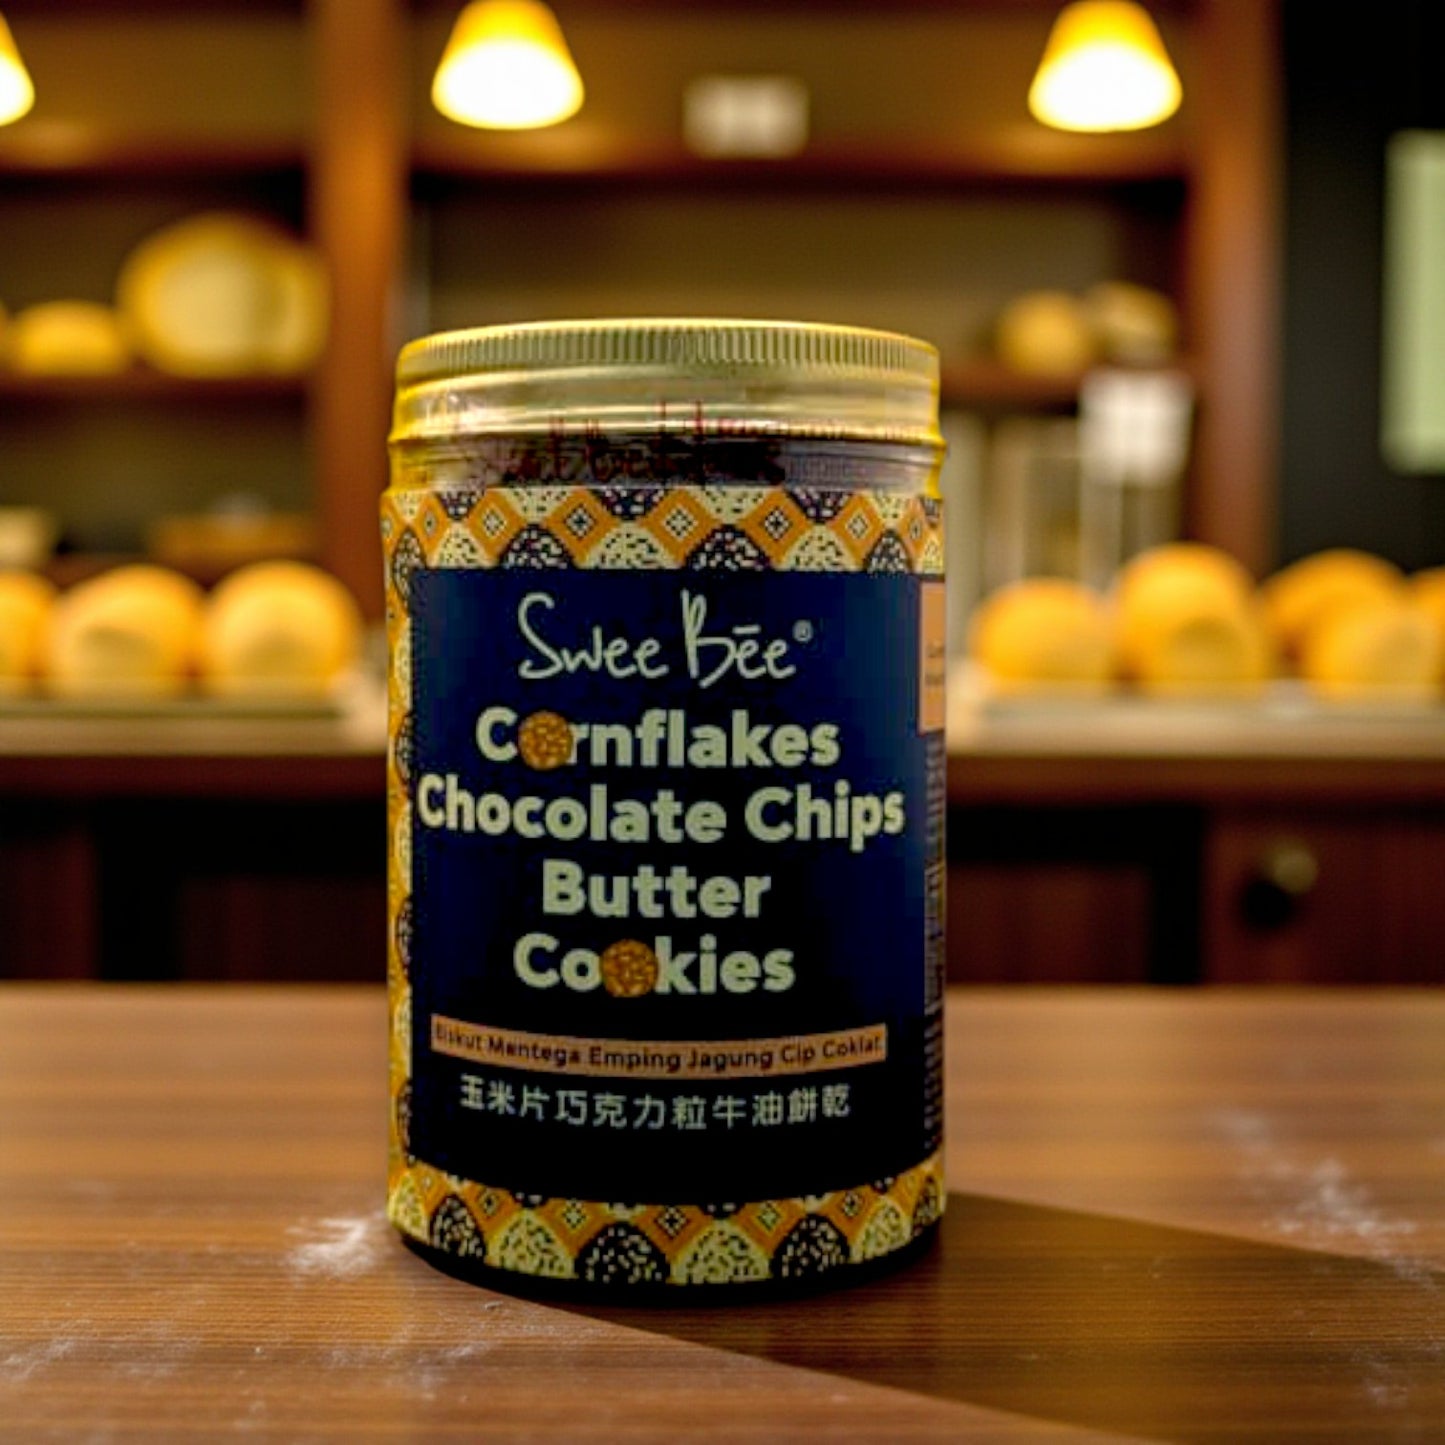 Swee Bēe®
Cornflakes
Chocolate Chips
Butter
Cookies
Biskut Mentega Emping Jagung Cip Coklat
玉米片巧克力粒牛油餅乾